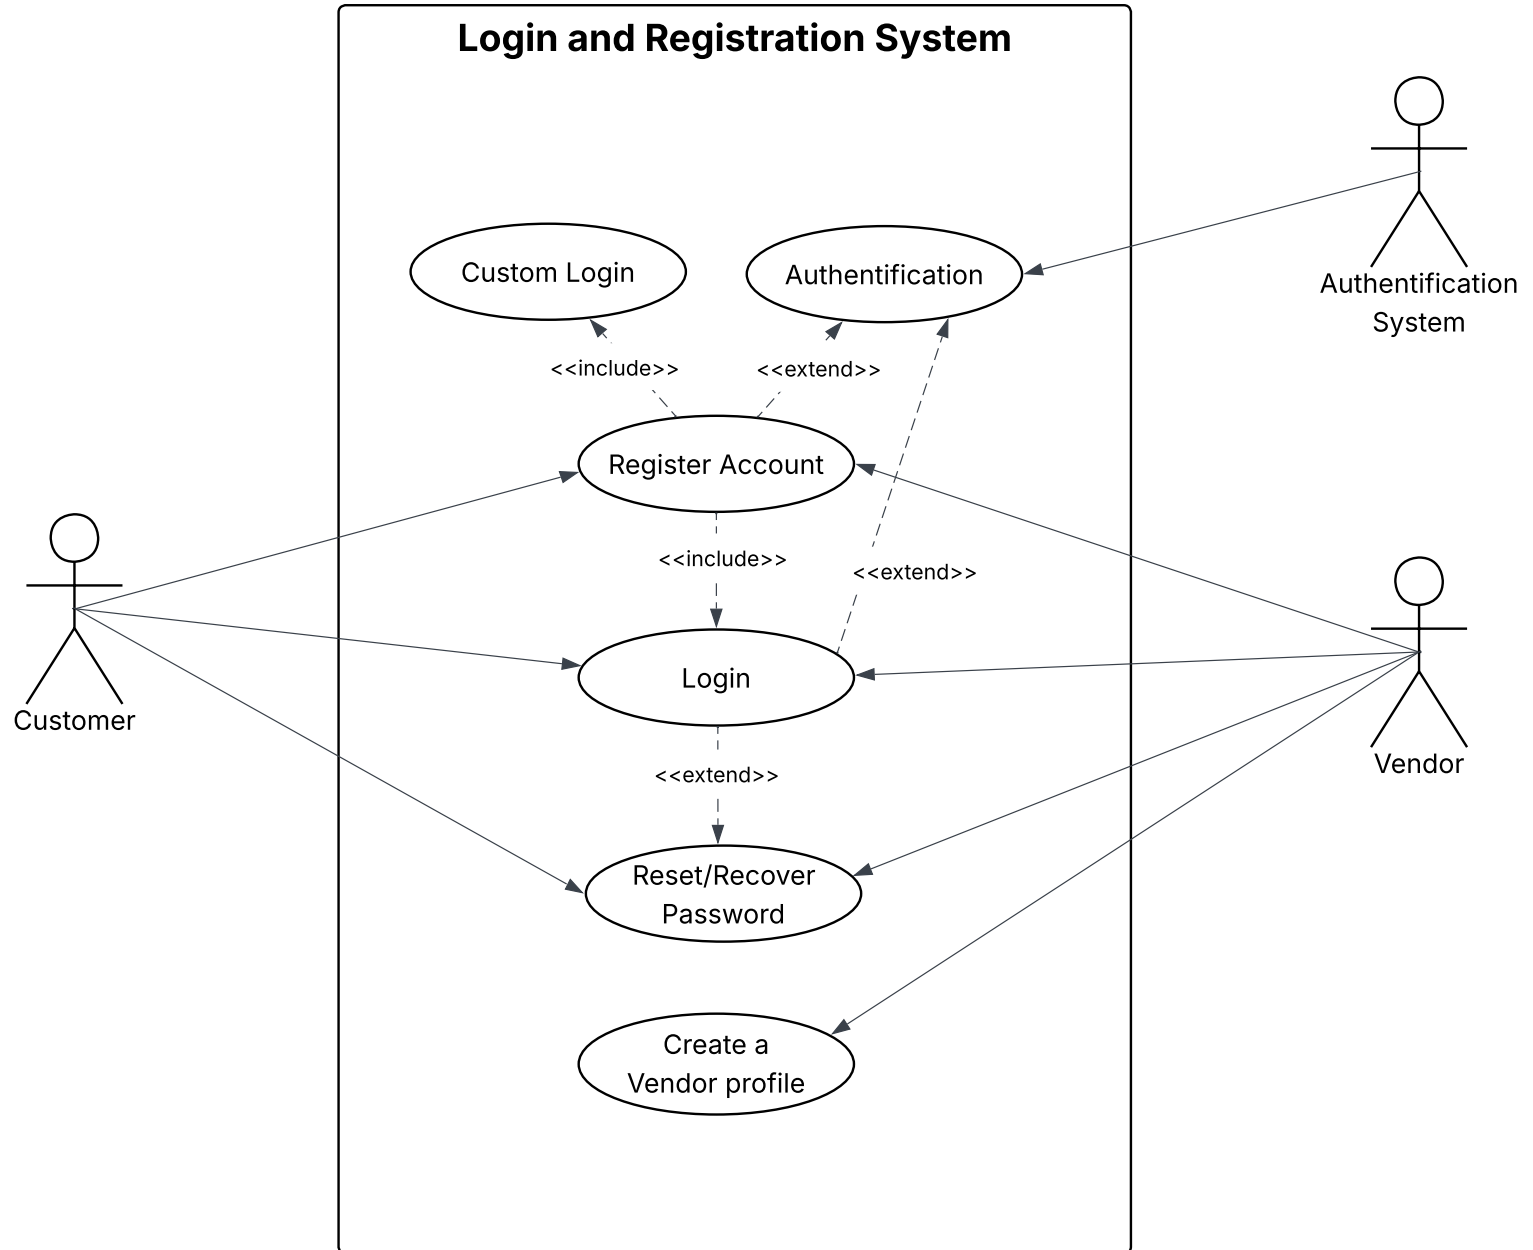 Login and Registration System
Custom Login
Authentification
Authentification
System
<<include>>
<<extend>>
Register Account
<<include>>
<<extend>>
Login
Customer
Vendor
<<extend>>
Reset/Recover
Password
Create a
Vendor profile